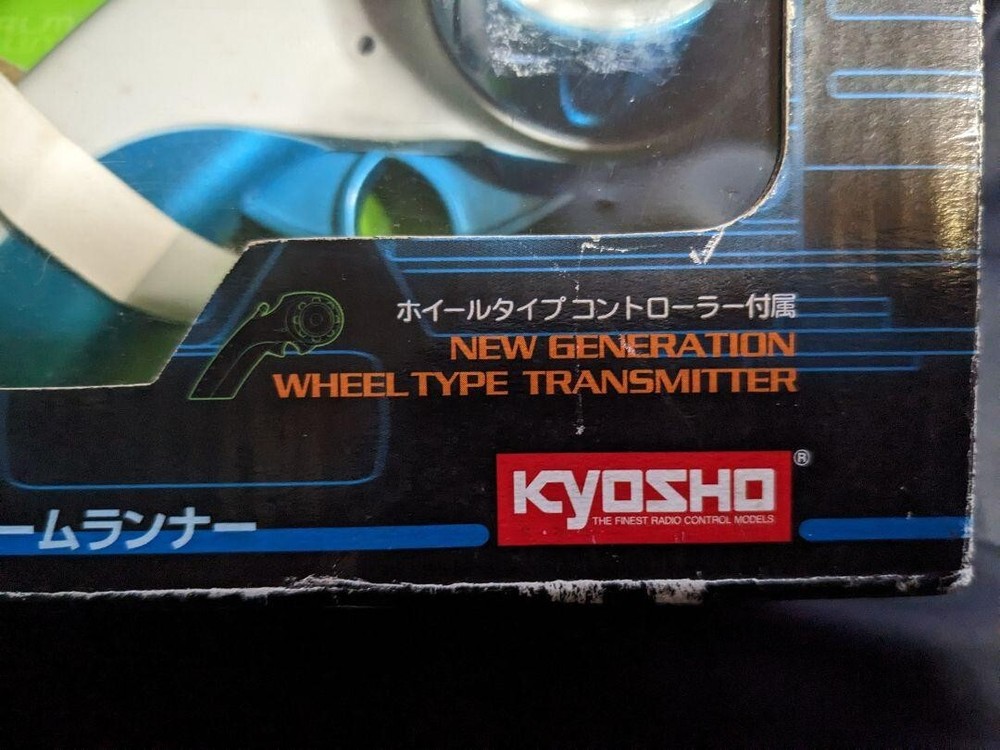 ホイールタイプコントローラー付属
NEW GENERATION
WHEEL TYPE TRANSMITTER
KYOSHO®
THE FINEST RADIO CONTROL MODELS
ームランナー